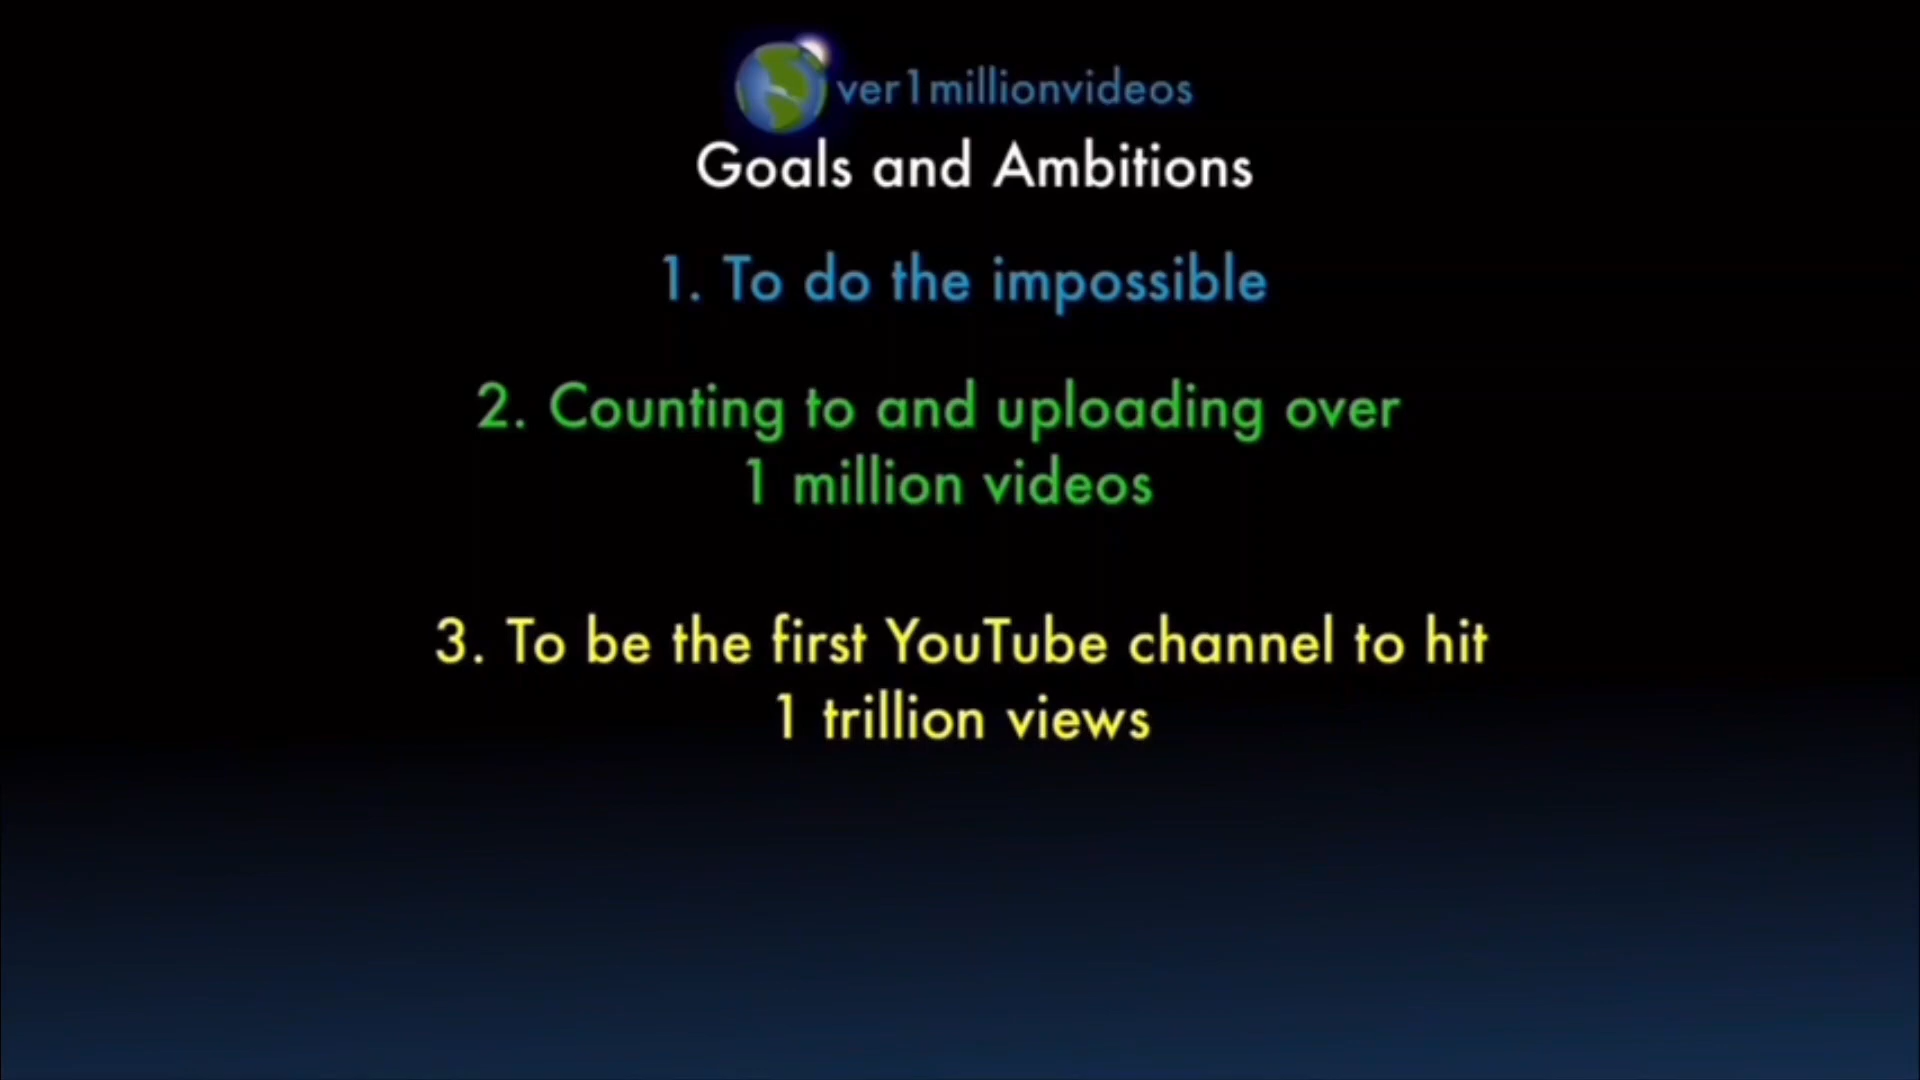 ver1millionvideos
Goals and Ambitions
1. To do the impossible
2. Counting to and uploading over
1 million videos
3. To be the first YouTube channel to hit
1 trillion views